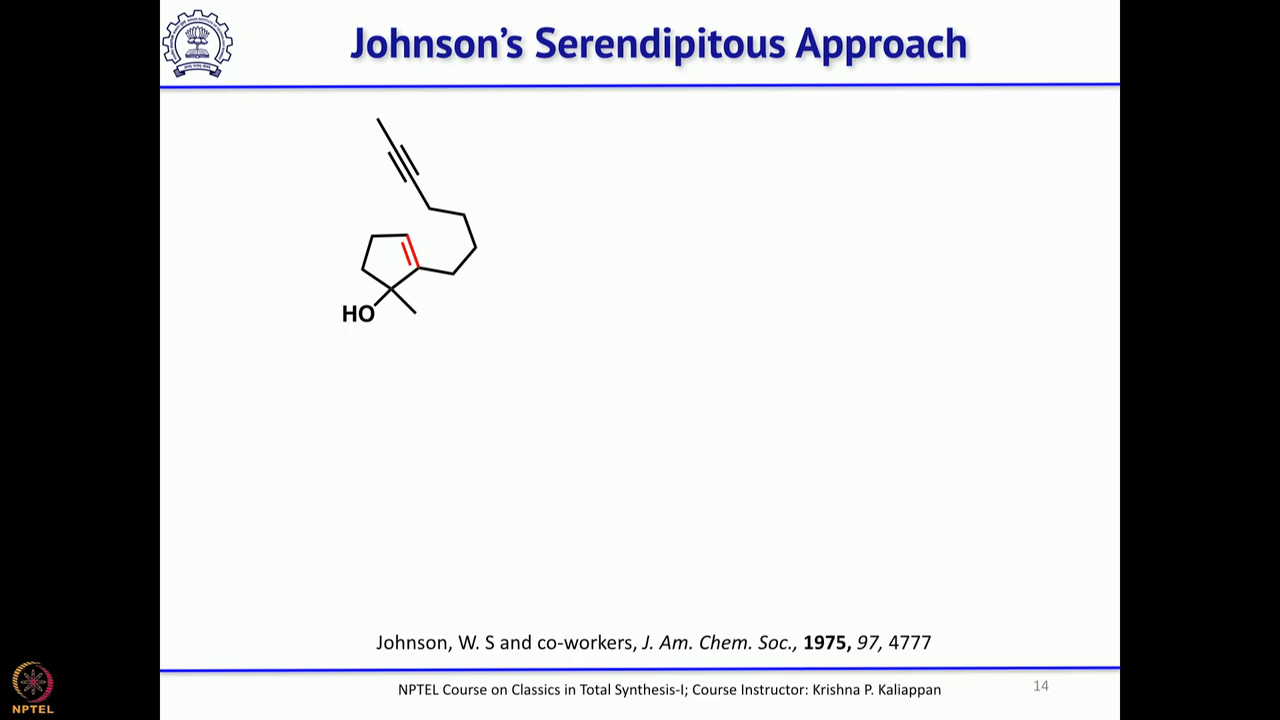 Johnson's Serendipitous Approach
HO
Johnson, W. S and co-workers, J. Am. Chem. Soc., 1975, 97, 4777
NPTEL Course on Classics in Total Synthesis-I; Course Instructor: Krishna P. Kaliappan
14
NPTEL